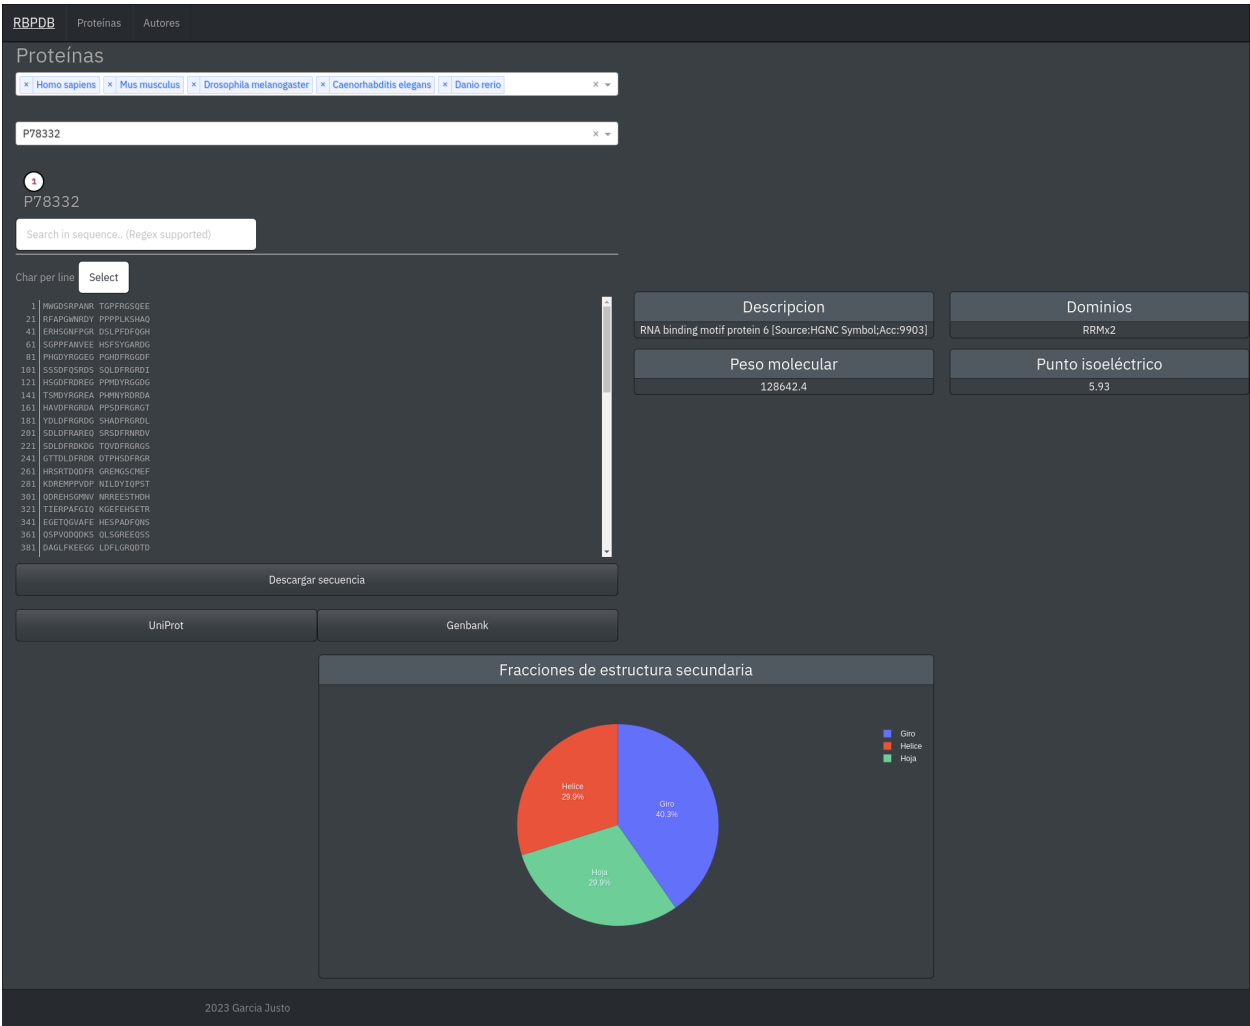 RBPDB Proteínas Autores
Proteínas
× Homo sapiens × Mus musculus × Drosophila melanogaster × Caenorhabditis elegans × Danio rerio ×
P78332 ×
1
P78332
Search in sequence.. (Regex supported)
Char per line Select
1 MWGDSRPANR TGPFRGSQEE
21 RFAPGWNRDY PPPPLKSHAQ
41 ERHSGNFPGR DSLPFDFQGH
61 SGPPFANVEE HSFSYGARDG
81 PHGDYRGGEG PGHDFRGGDF
101 SSSDFQSRDS SQLDFRGRDI
121 HSGDFRDREG PPMDYRGGDG
141 TSMDYRGREA PHMNYRDRDA
161 HAVDFRGRDA PPSDFRGRGT
181 YDLDFRGRDG SHADFRGRDL
201 SDLDFRAREQ SRSDFRNRDV
221 SDLDFRDKDG TQVDFRGRGS
241 GTTDLDFRDR DTPHSDFRGR
261 HRSRTDQDFR GREMGSCMEF
281 KDREMPPVDP NILDYIQPST
301 QDREHSGMNV NRREESTHDH
321 TIERPAFGIQ KGEFEHSETR
341 EGETQGVAFE HESPADFQNS
361 QSPVQDQDKS QLSGREEQSS
381 DAGLFKEEGG LDFLGRQDTD
Descripcion
RNA binding motif protein 6 [Source:HGNC Symbol;Acc:9903]
Dominios
RRMx2
Peso molecular
128642.4
Punto isoeléctrico
5.93
Descargar secuencia
UniProt Genbank
Fracciones de estructura secundaria
Giro
Helice
Hoja
Helice
29.9%
Giro
40.3%
Hoja
29.9%
2023 Garcia Justo